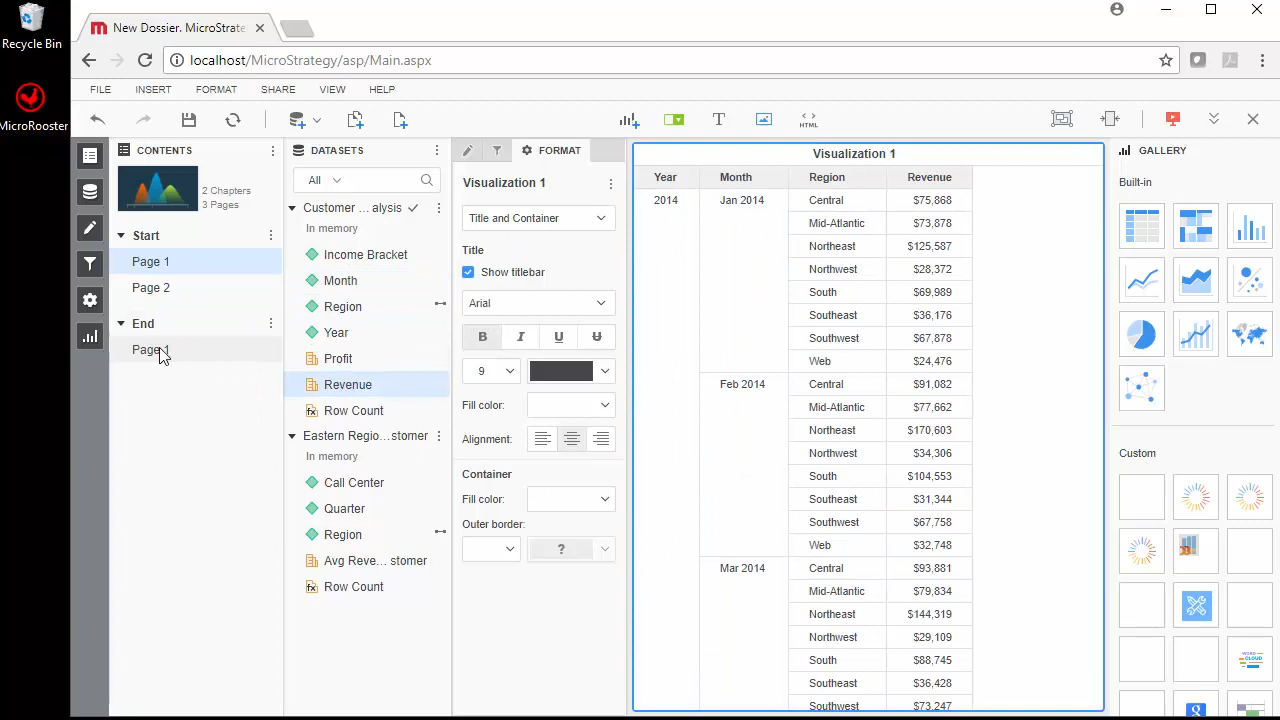 Recycle Bin
MicroRooster
New Dossier. MicroStrate
localhost/MicroStrategy/asp/Main.aspx
FILE INSERT FORMAT SHARE VIEW HELP
HTML
CONTENTS
2 Chapters
3 Pages
Start
Page 1
Page 2
End
Page 1
DATASETS
All
Customer ... alysis
In memory
Income Bracket
Month
Region
Year
Profit
Revenue
fx Row Count
Eastern Regio...stomer
In memory
Call Center
Quarter
Region
Avg Reve... stomer
fx Row Count
FORMAT
Visualization 1
Title and Container
Title
Show titlebar
Arial
B I U U
9
Fill color:
Alignment:
Container
Fill color:
Outer border:
?
Visualization 1
Year Month Region Revenue
2014 Jan 2014 Central $75,868
Mid-Atlantic $73,878
Northeast $125,587
Northwest $28,372
South $69,989
Southeast $36,176
Southwest $67,878
Web $24,476
Feb 2014 Central $91,082
Mid-Atlantic $77,662
Northeast $170,603
Northwest $34,306
South $104,553
Southeast $31,344
Southwest $67,758
Web $32,748
Mar 2014 Central $93,881
Mid-Atlantic $79,834
Northeast $144,319
Northwest $29,109
South $88,745
Southeast $36,428
Southwest $73,247
GALLERY
Built-in
Custom
WORD
CLOUD